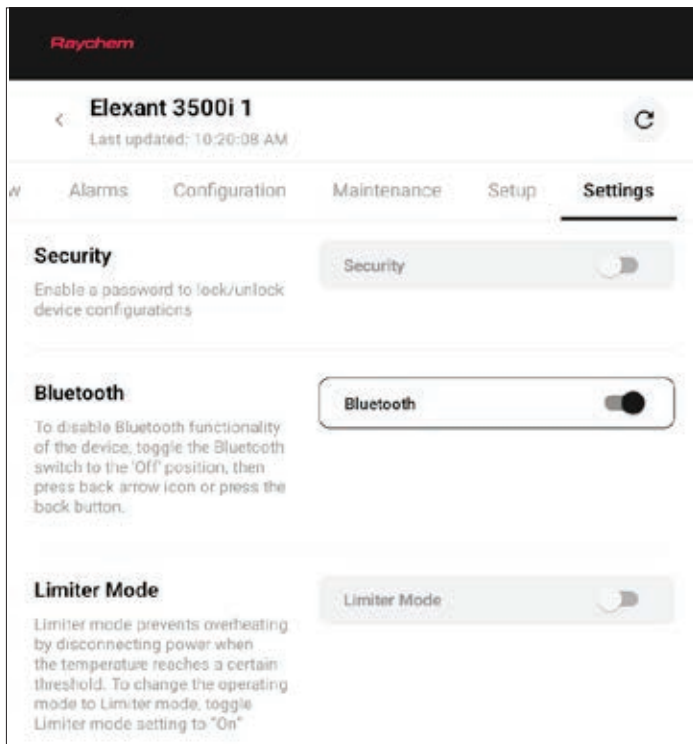 Raychem
Elexant 3500i 1
Last updated: 10:20:08 AM
w Alarms Configuration Maintenance Setup Settings
Security
Security
Enable a password to lock/unlock
device configurations
Bluetooth
Bluetooth
To disable Bluetooth functionality
of the device, toggle the Bluetooth
switch to the 'Off' position, then
press back arrow icon or press the
back button.
Limiter Mode
Limiter Mode
Limiter mode prevents overheating
by disconnecting power when
the temperature reaches a certain
threshold. To change the operating
mode to Limiter mode, toggle
Limiter mode setting to "On"